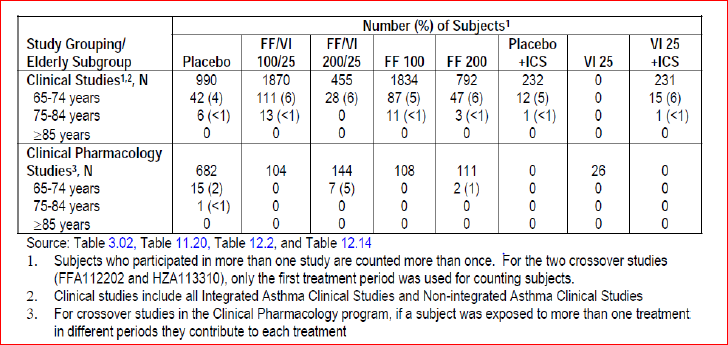 Number (%) of Subjects1
Study Grouping/ FF/VI FF/VI Placebo VI 25
Elderly Subgroup Placebo 100/25 200/25 FF 100 FF 200 +ICS VI 25 +ICS
Clinical Studies1,2, N 990 1870 455 1834 792 232 0 231
65-74 years 42 (4) 111 (6) 28 (6) 87 (5) 47 (6) 12 (5) 0 15 (6)
75-84 years 6 (<1) 13 (<1) 0 11 (<1) 3 (<1) 1 (<1) 0 1 (<1)
≥85 years 0 0 0 0 0 0 0 0
Clinical Pharmacology
Studies3, N 682 104 144 108 111 0 26 0
65-74 years 15 (2) 0 7 (5) 0 2 (1) 0 0 0
75-84 years 1 (<1) 0 0 0 0 0 0 0
≥85 years 0 0 0 0 0 0 0 0
Source: Table 3.02, Table 11.20, Table 12.2, and Table 12.14
1. Subjects who participated in more than one study are counted more than once. For the two crossover studies
(FFA112202 and HZA113310), only the first treatment period was used for counting subjects.
2. Clinical studies include all Integrated Asthma Clinical Studies and Non-integrated Asthma Clinical Studies
3. For crossover studies in the Clinical Pharmacology program, if a subject was exposed to more than one treatment
in different periods they contribute to each treatment